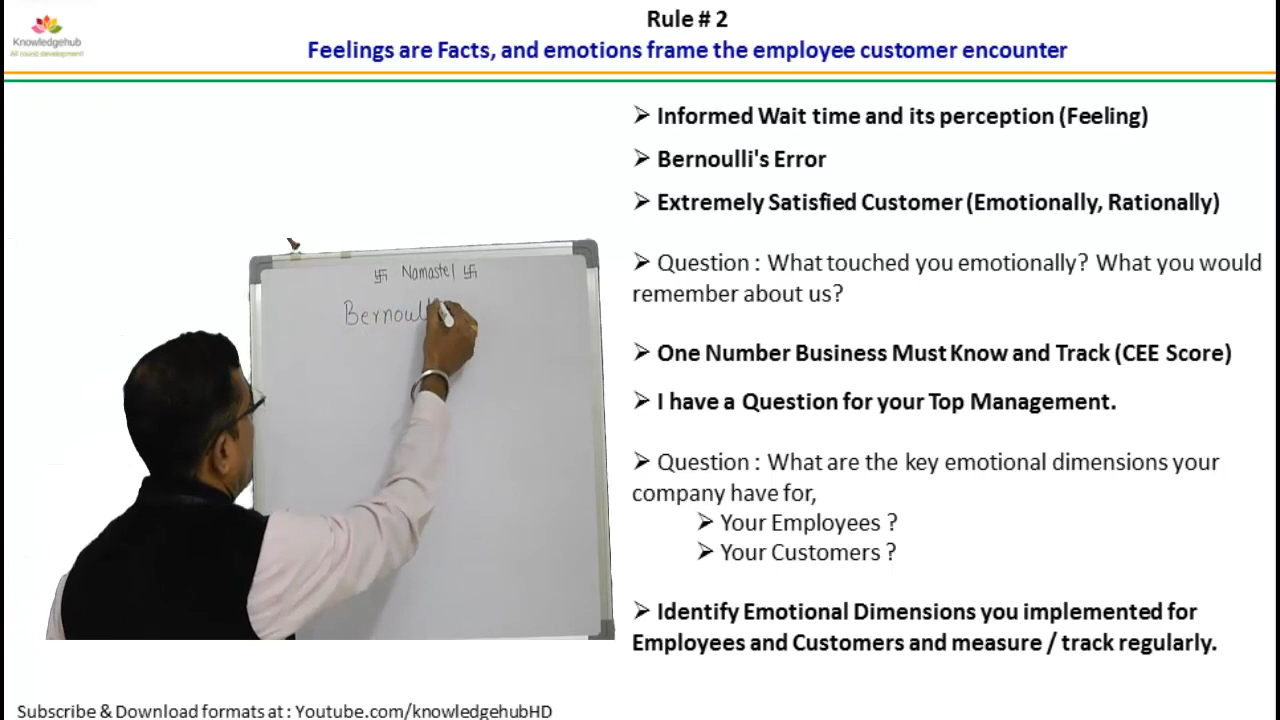 Knowledgehub
All round development!
Rule # 2
Feelings are Facts, and emotions frame the employee customer encounter
卐 Namaste! 卐
Bernoull
➢ Informed Wait time and its perception (Feeling)
➢ Bernoulli's Error
➢ Extremely Satisfied Customer (Emotionally, Rationally)
➢ Question : What touched you emotionally? What you would
remember about us?
➢ One Number Business Must Know and Track (CEE Score)
➢ I have a Question for your Top Management.
➢ Question : What are the key emotional dimensions your
company have for,
➢ Your Employees ?
➢ Your Customers ?
➢ Identify Emotional Dimensions you implemented for
Employees and Customers and measure / track regularly.
Subscribe & Download formats at : Youtube.com/knowledgehubHD